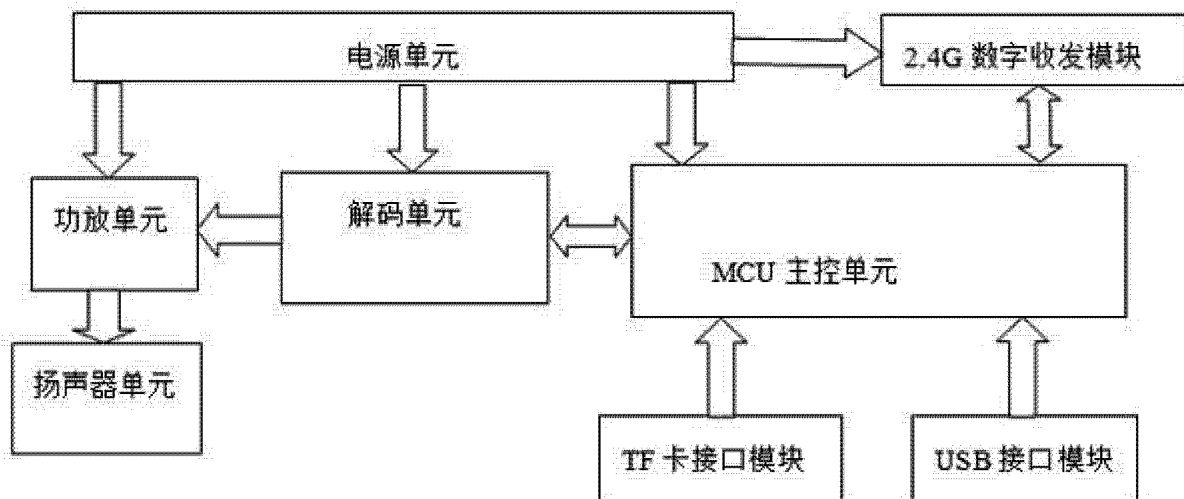 电源单元
2.4G 数字收发模块
功放单元
解码单元
MCU 主控单元
扬声器单元
TF 卡接口模块
USB 接口模块